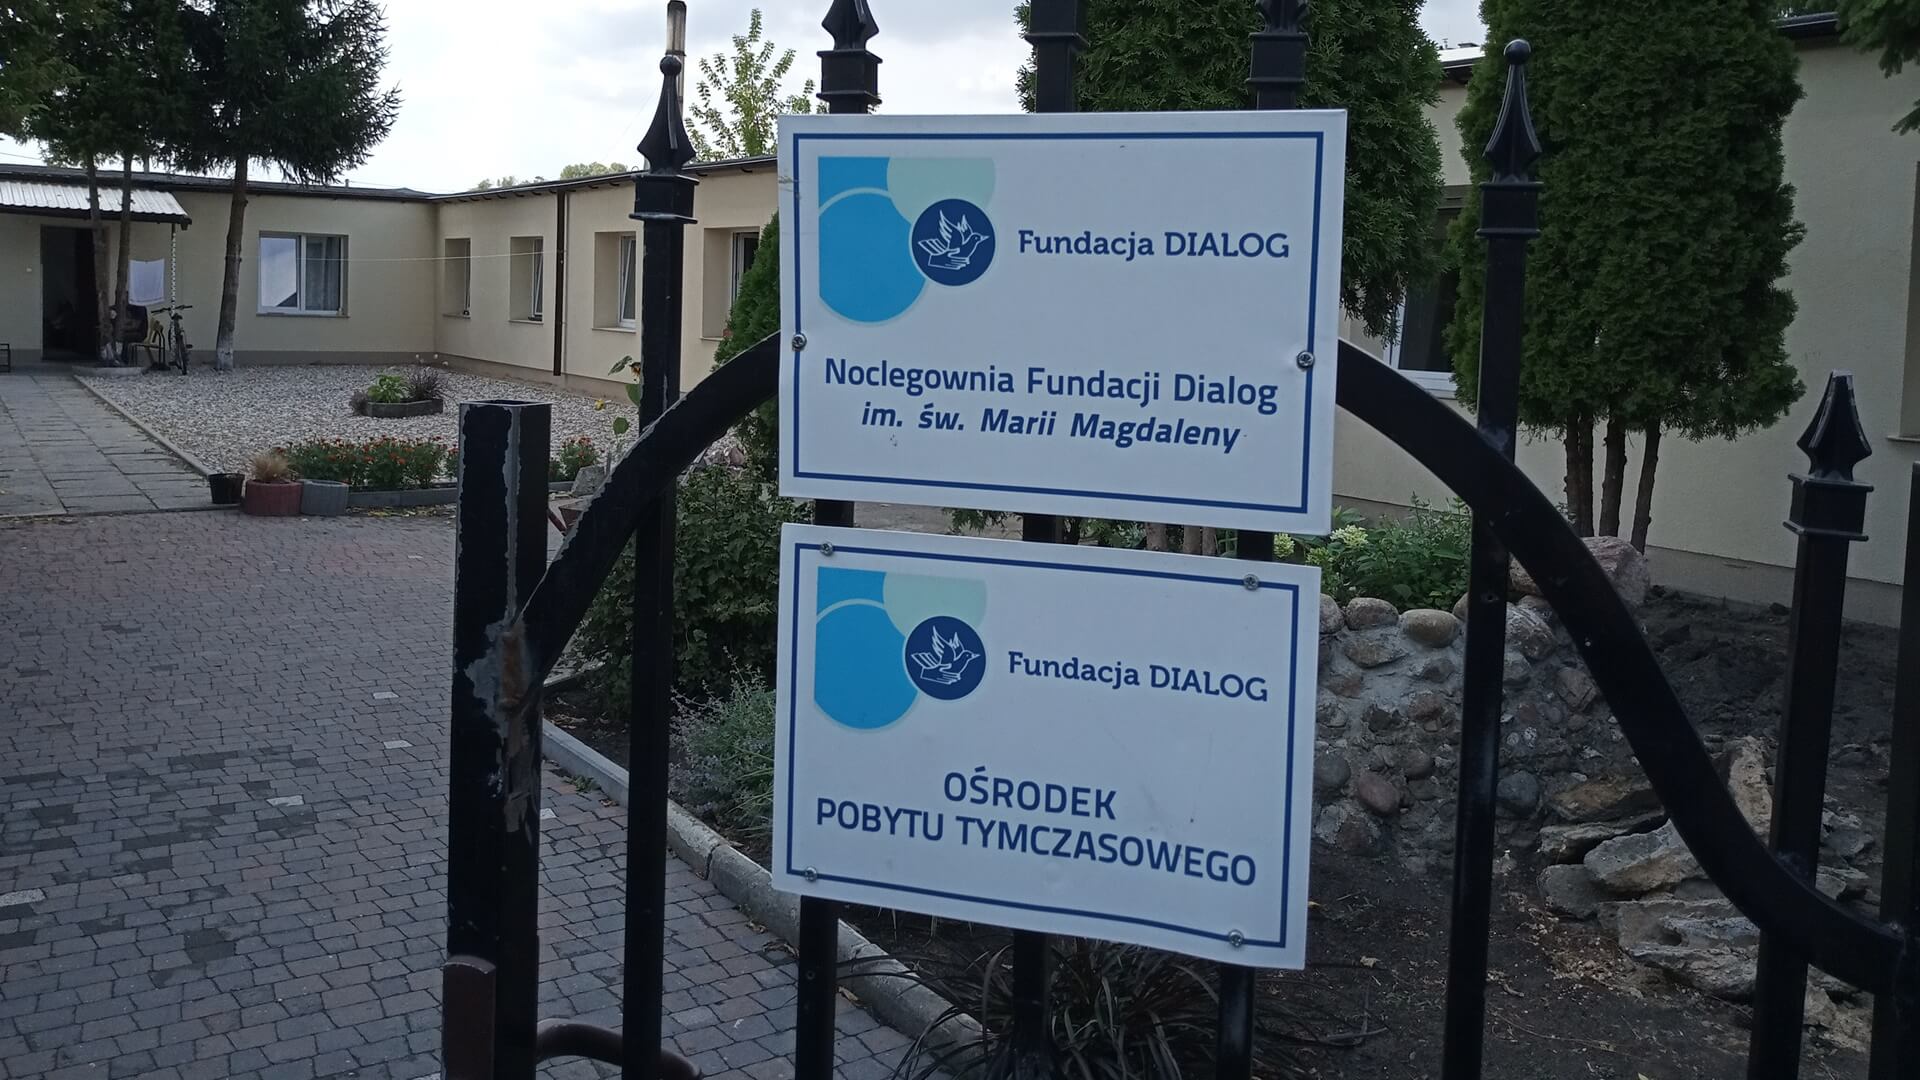 Fundacja DIALOG
Noclegownia Fundacji Dialog
im. św. Marii Magdaleny
Fundacja DIALOG
OŚRODEK
POBYTU TYMCZASOWEGO